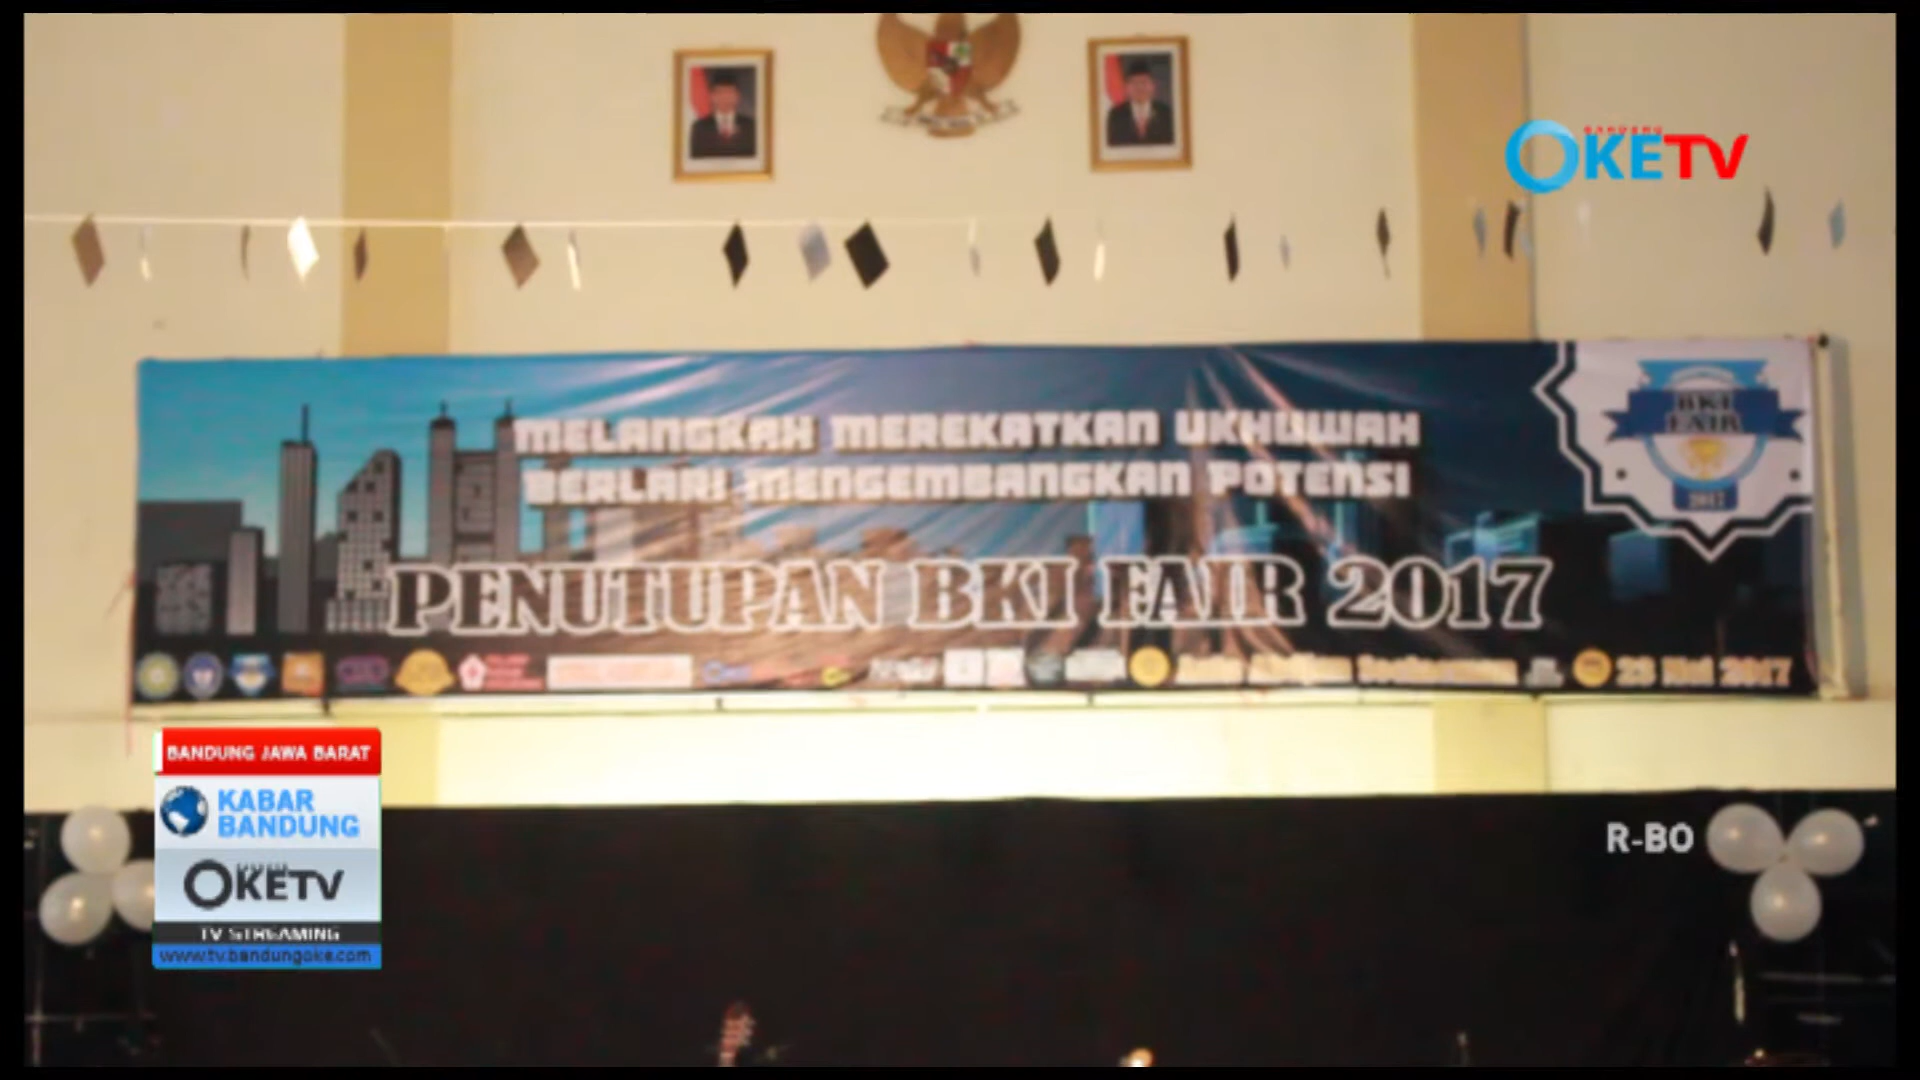 BANDUNG
OKETV
MELANGKAH MEREKATKAN UKHUWAH
BERLARI MENGEMBANGKAN POTENSI
BKI
FAIR
2017
PENUTUPAN BKI FAIR 2017
23 Mei 2017
BANDUNG JAWA BARAT
KABAR
BANDUNG
OKETV
TV STREAMING
www.tv.bandungoke.com
R-BO